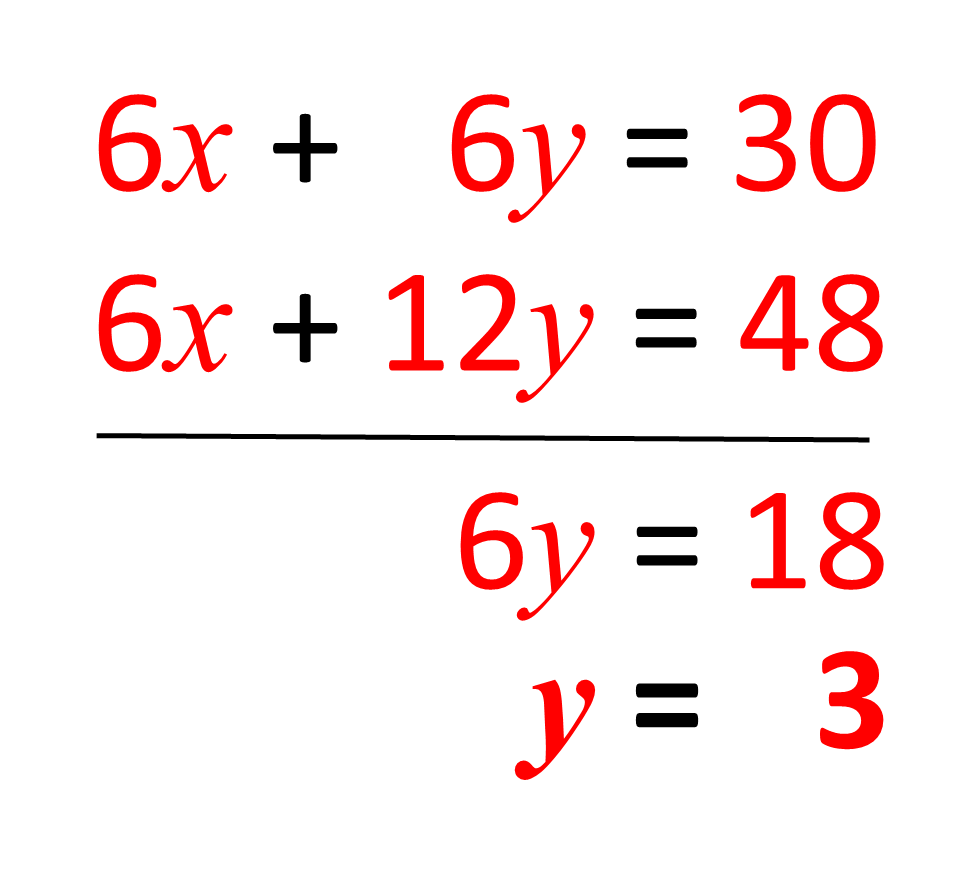 6x + 6y = 30
6x + 12y = 48
6y = 18
y = 3